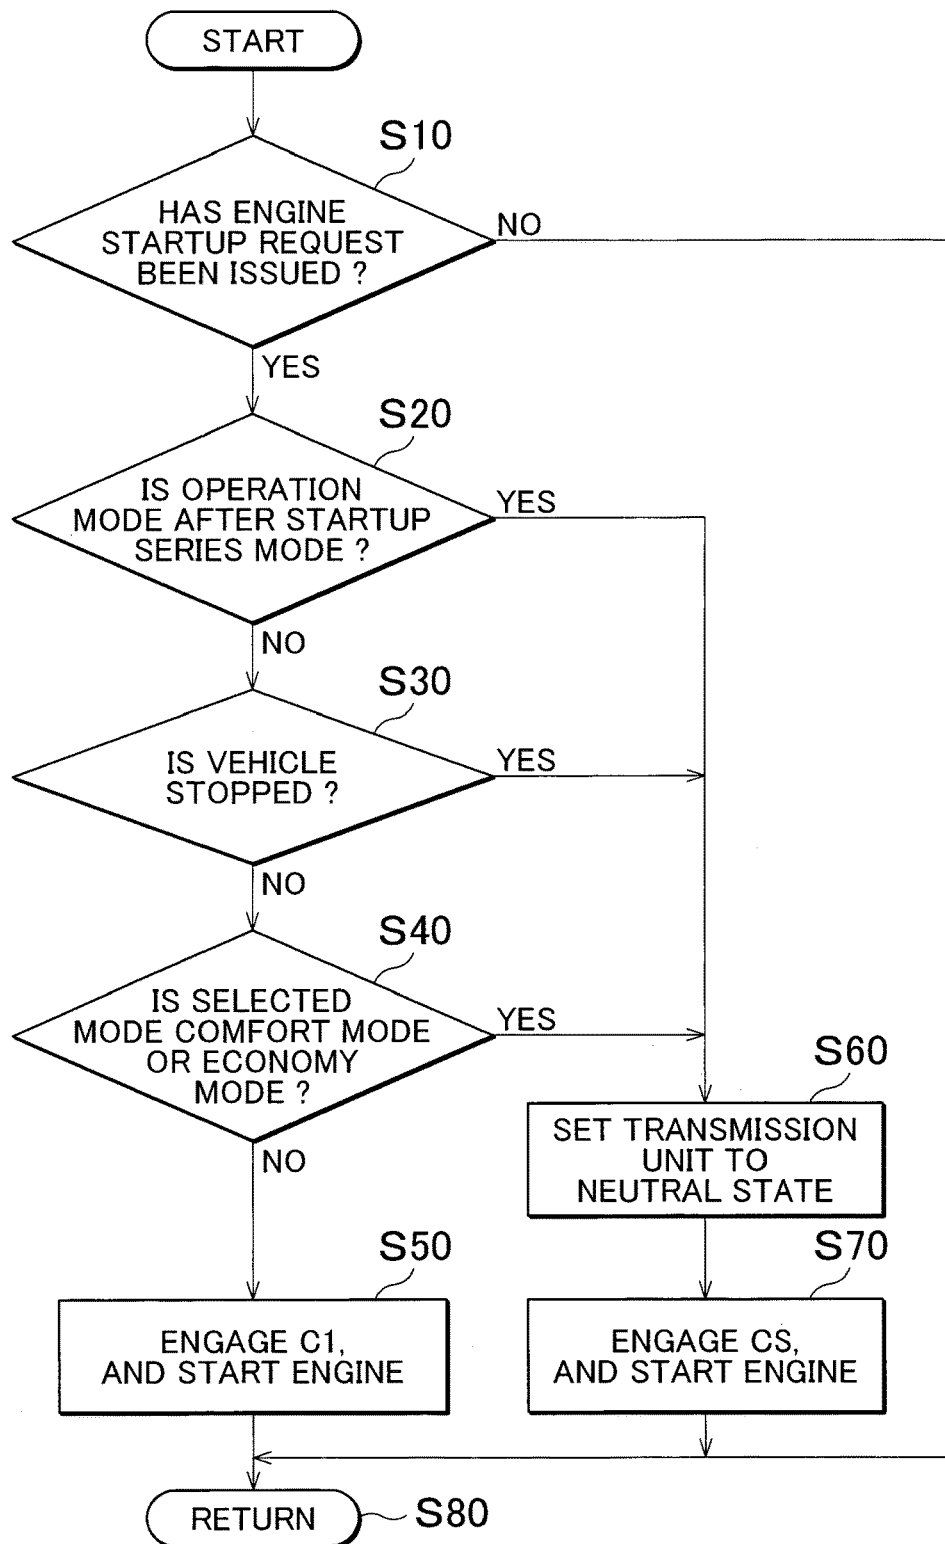 START
S10
HAS ENGINE
STARTUP REQUEST
BEEN ISSUED ?
NO
YES
S20
IS OPERATION
MODE AFTER STARTUP
SERIES MODE ?
YES
NO
S30
IS VEHICLE
STOPPED ?
YES
NO
S40
IS SELECTED
MODE COMFORT MODE
OR ECONOMY
MODE ?
YES
NO
S60
SET TRANSMISSION
UNIT TO
NEUTRAL STATE
S50
ENGAGE C1,
AND START ENGINE
S70
ENGAGE CS,
AND START ENGINE
RETURN
S80